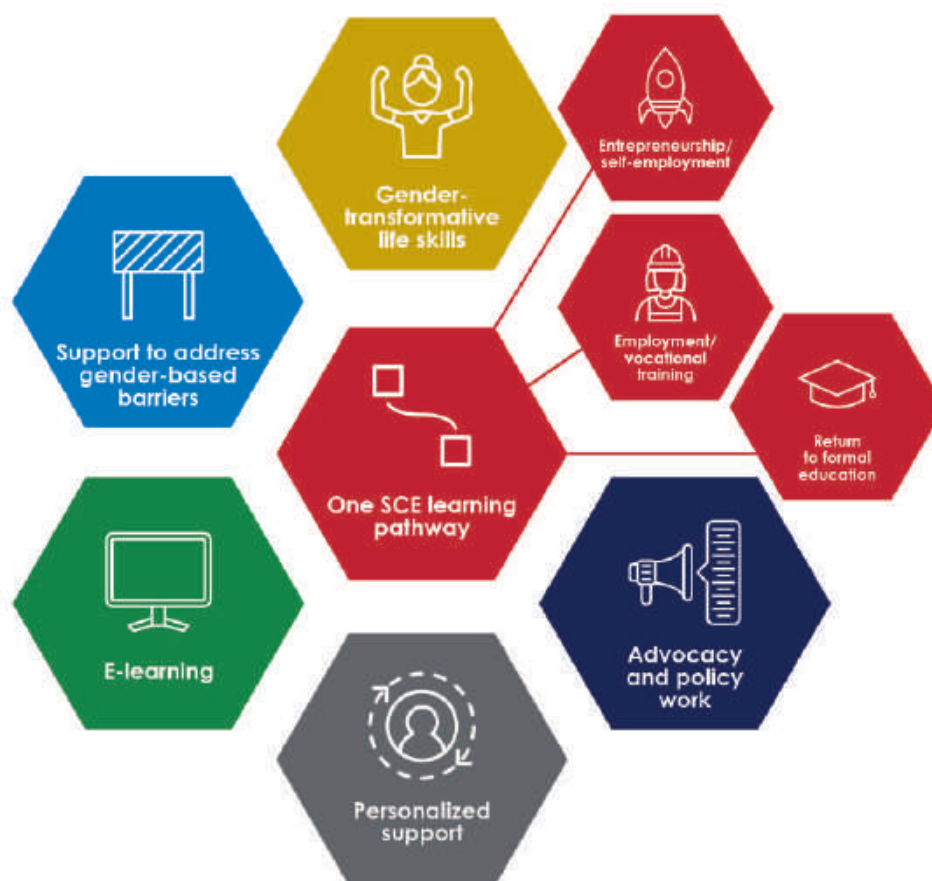 Gender-
transformative
life skills
Entrepreneurship/
self-employment
Support to address
gender-based
barriers
Employment/
vocational
training
Return
to formal
education
One SCE learning
pathway
E-learning
Advocacy
and policy
work
Personalized
support